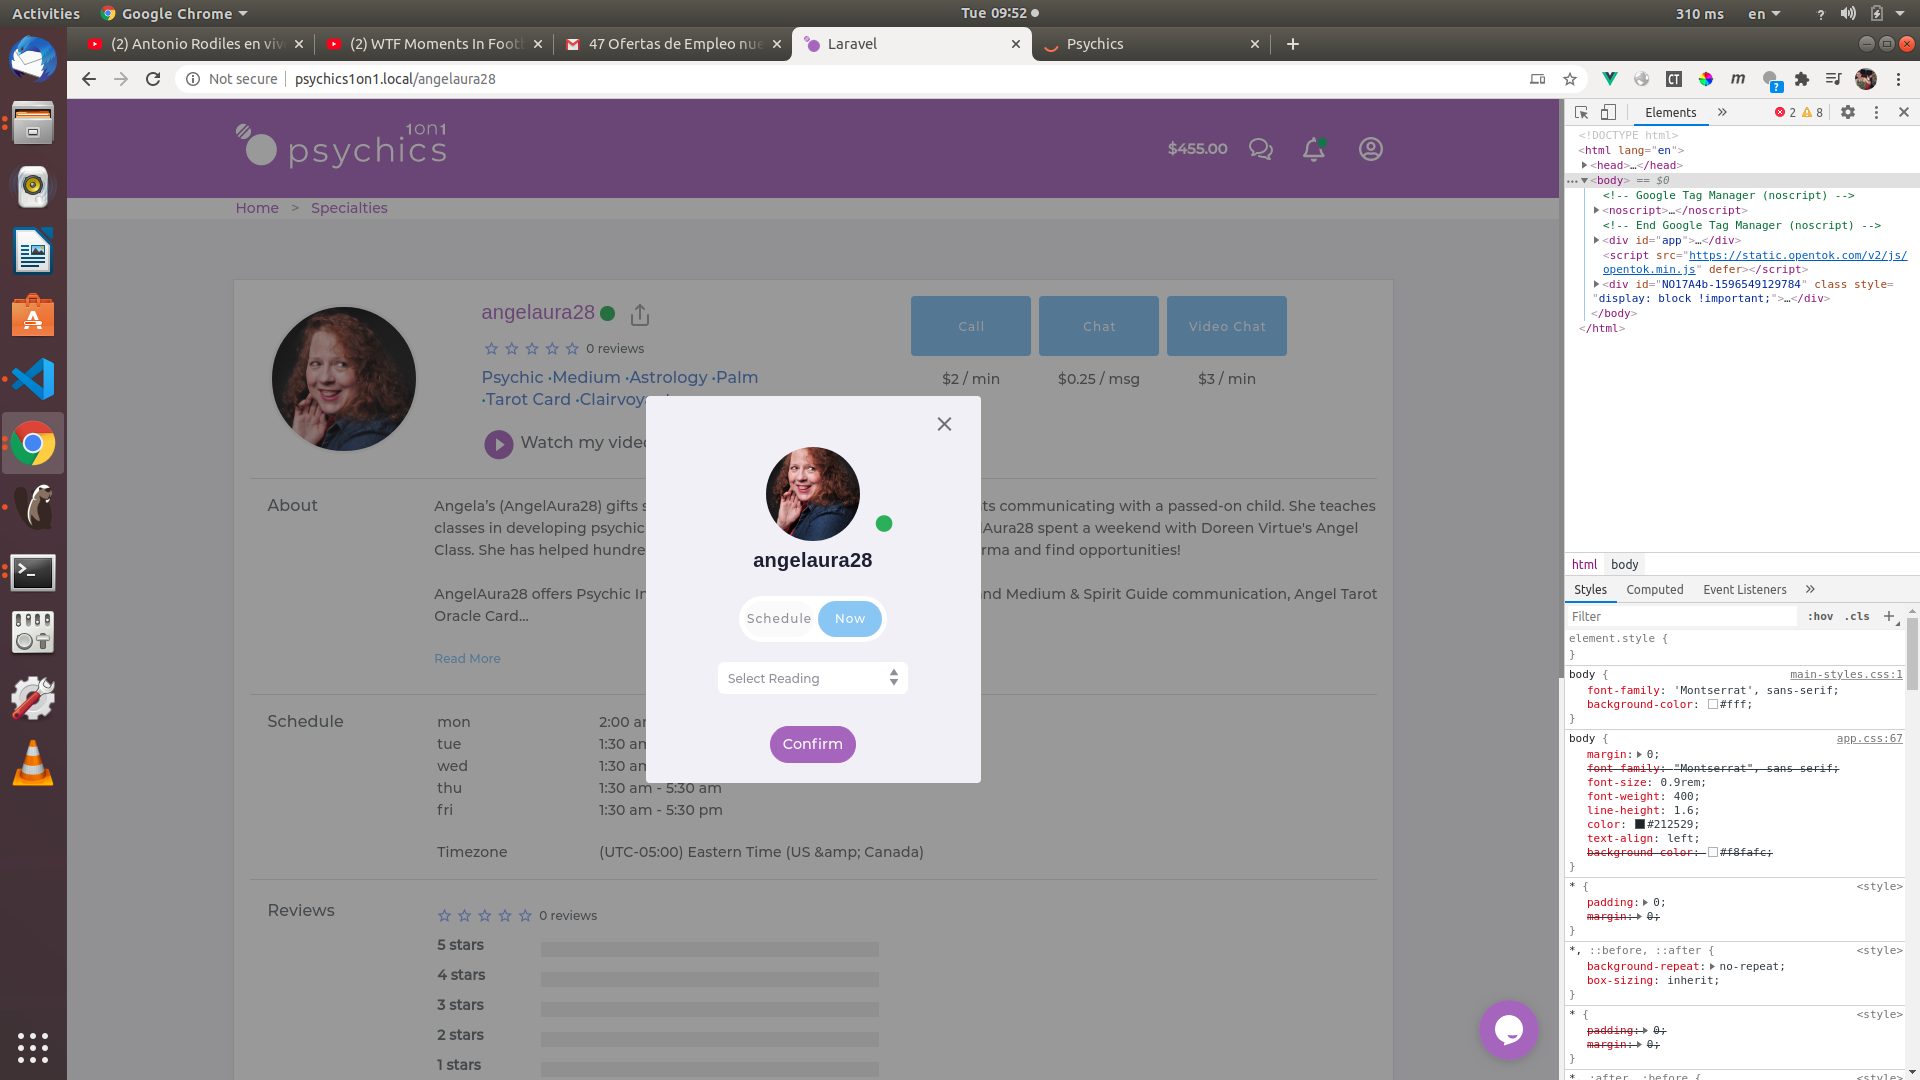 Activities
Google Chrome
Tue 09:52
310 ms
en
(2) Antonio Rodiles en viv
(2) WTF Moments In Foot
47 Ofertas de Empleo nue
Laravel
Psychics
Not secure
psychics1on1.local/angelaura28
1on1
psychics
$455.00
Home > Specialties
angelaura28
0 reviews
Psychic ·Medium ·Astrology ·Palm
·Tarot Card ·Clairvoy
Watch my vide
Call
Chat
Video Chat
$2 / min
$0.25 / msg
$3 / min
About
Angela’s (AngelAura28) gifts s
ts communicating with a passed-on child. She teaches
classes in developing psychic
lAura28 spent a weekend with Doreen Virtue's Angel
Class. She has helped hundre
rma and find opportunities!
AngelAura28 offers Psychic In
nd Medium & Spirit Guide communication, Angel Tarot
Oracle Card...
Read More
Schedule
mon 2:00 am
tue 1:30 am
wed 1:30 am
thu 1:30 am - 5:30 am
fri 1:30 am - 5:30 pm
Timezone (UTC-05:00) Eastern Time (US &amp; Canada)
Reviews
0 reviews
5 stars
4 stars
3 stars
2 stars
1 stars
angelaura28
Schedule Now
Select Reading
Confirm
Elements
2
8
<!DOCTYPE html>
<html lang="en">
<head>…</head>
<body> == $0
<!-- Google Tag Manager (noscript) -->
<noscript>…</noscript>
<!-- End Google Tag Manager (noscript) -->
<div id="app">…</div>
<script src="https://static.opentok.com/v2/js/
opentok.min.js" defer></script>
<div id="NO17A4b-1596549129784" class style=
"display: block !important;">…</div>
</body>
</html>
html body
Styles Computed Event Listeners
Filter
:hov .cls
element.style {
}
body {
main-styles.css:1
font-family: 'Montserrat', sans-serif;
background-color: #fff;
}
body {
app.css:67
margin: 0;
font-family: "Montserrat", sans-serif;
font-size: 0.9rem;
font-weight: 400;
line-height: 1.6;
color: #212529;
text-align: left;
background-color: #f8fafc;
}
* {
<style>
padding: 0;
margin: 0;
}
*, ::before, ::after {
<style>
background-repeat: no-repeat;
box-sizing: inherit;
}
* {
<style>
padding: 0;
margin: 0;
}
*, :after, :before {
<style>